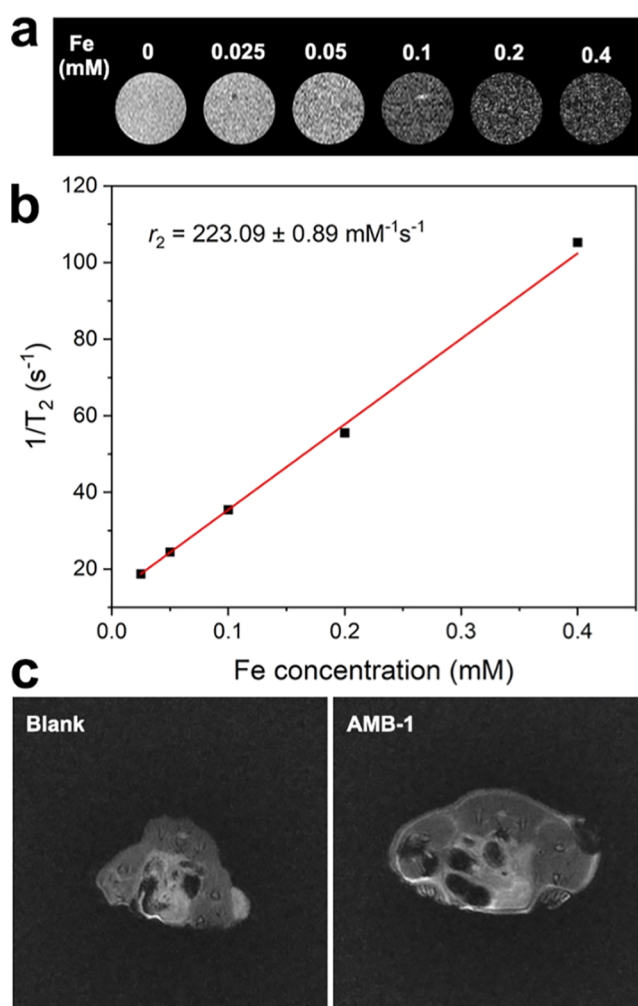 a
Fe
(mM)
0 0.025 0.05 0.1 0.2 0.4
b
120
100
80
60
40
20
r₂ = 223.09 ± 0.89 mM⁻¹s⁻¹
1/T₂ (s⁻¹)
0.0 0.1 0.2 0.3 0.4
Fe concentration (mM)
c
Blank
AMB-1